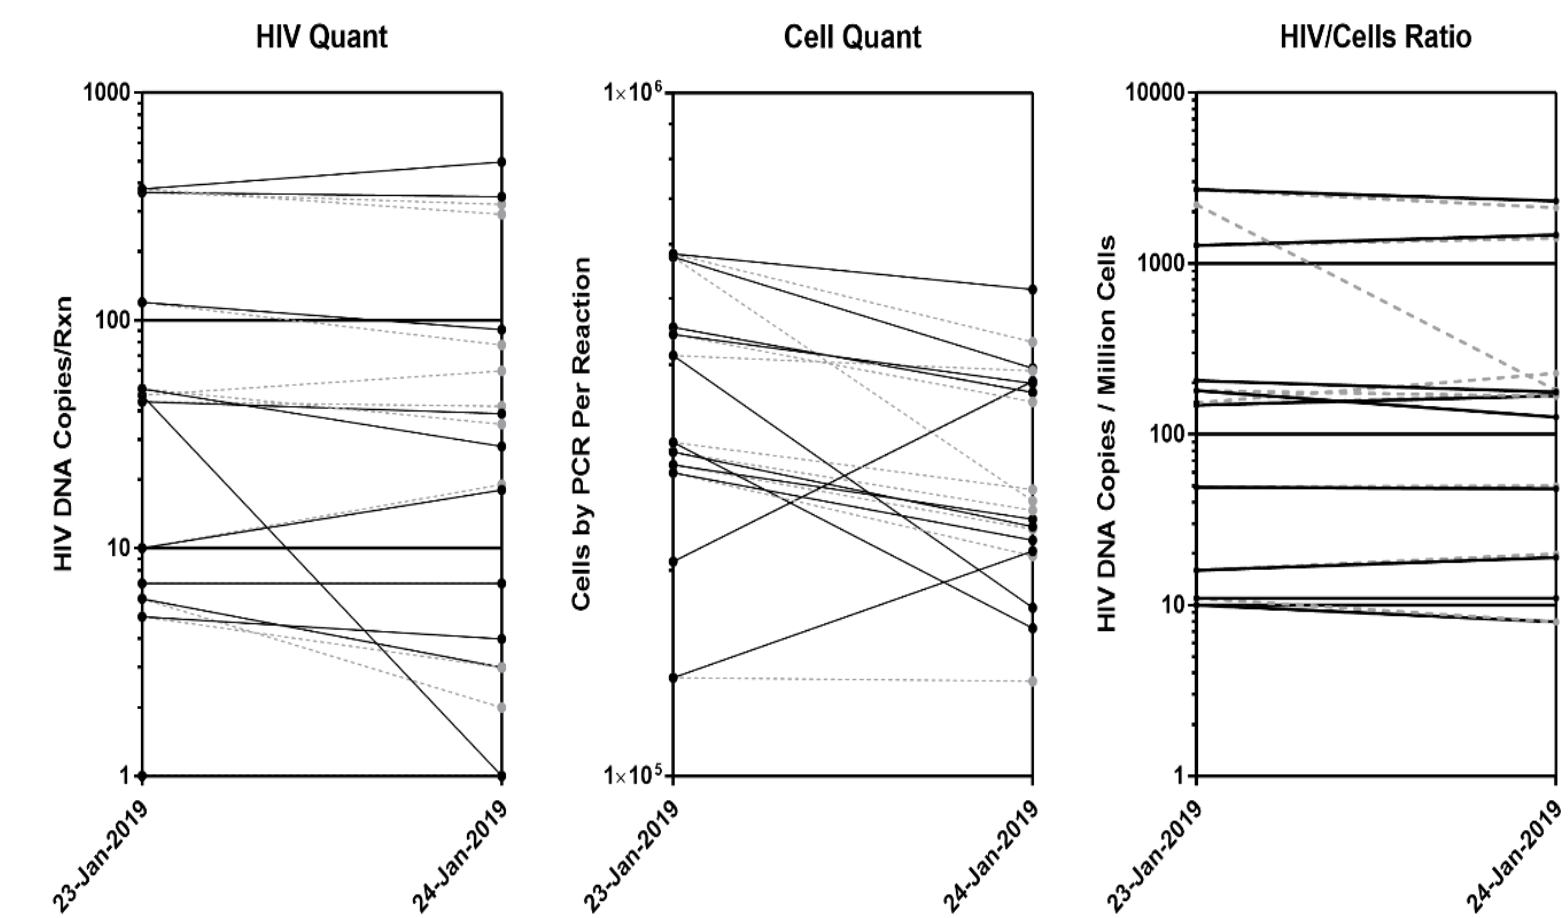 HIV Quant
Cell Quant
HIV/Cells Ratio
HIV DNA Copies/Rxn
1000
100
10
1
23-Jan-2019
24-Jan-2019
Cells by PCR Per Reaction
1×10⁶
1×10⁵
23-Jan-2019
24-Jan-2019
HIV DNA Copies / Million Cells
10000
1000
100
10
1
23-Jan-2019
24-Jan-2019